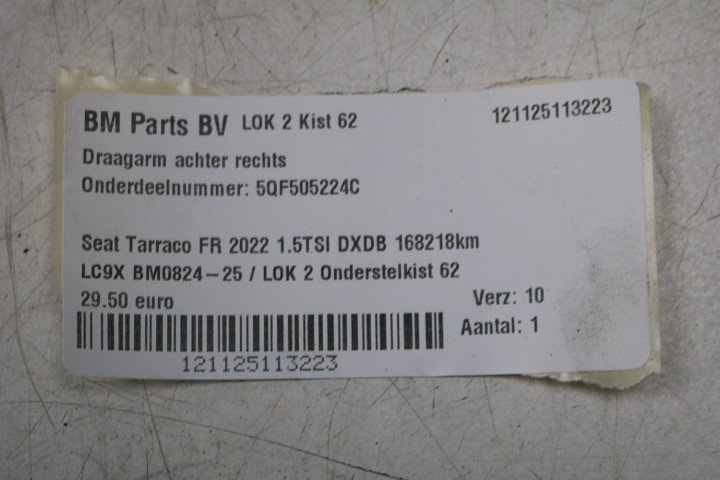 BM Parts BV LOK 2 Kist 62 121125113223
Draagarm achter rechts
Onderdeelnummer: 5QF505224C
Seat Tarraco FR 2022 1.5TSI DXDB 168218km
LC9X BM0824-25 / LOK 2 Onderstelkist 62
29.50 euro Verz: 10
Aantal: 1
121125113223